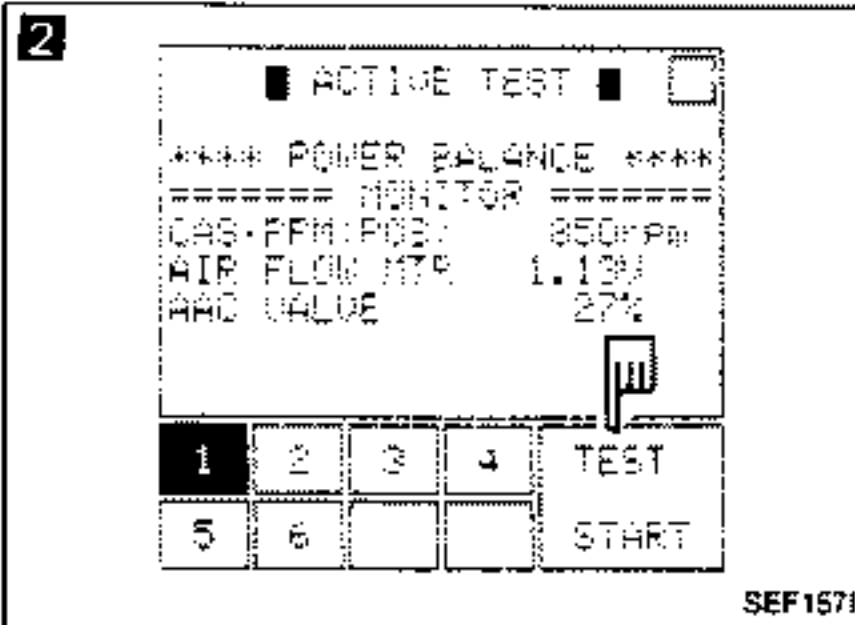 2
■ ACTIVE TEST ■
**** POWER BALANCE ****
======= MONITOR =======
CAS·RPM(POS) 850rpm
AIR FLOW MTR 1.13V
AAC VALVE 27%
1 2 3 4 TEST
5 6 START